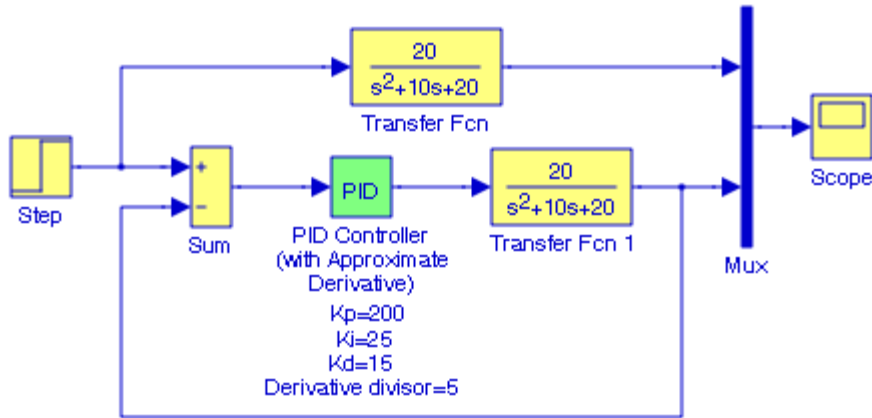 20
s²+10s+20
Transfer Fcn
Step
+
−
Sum
PID
PID Controller
(with Approximate
Derivative)
Kp=200
Ki=25
Kd=15
Derivative divisor=5
20
s²+10s+20
Transfer Fcn 1
Mux
Scope